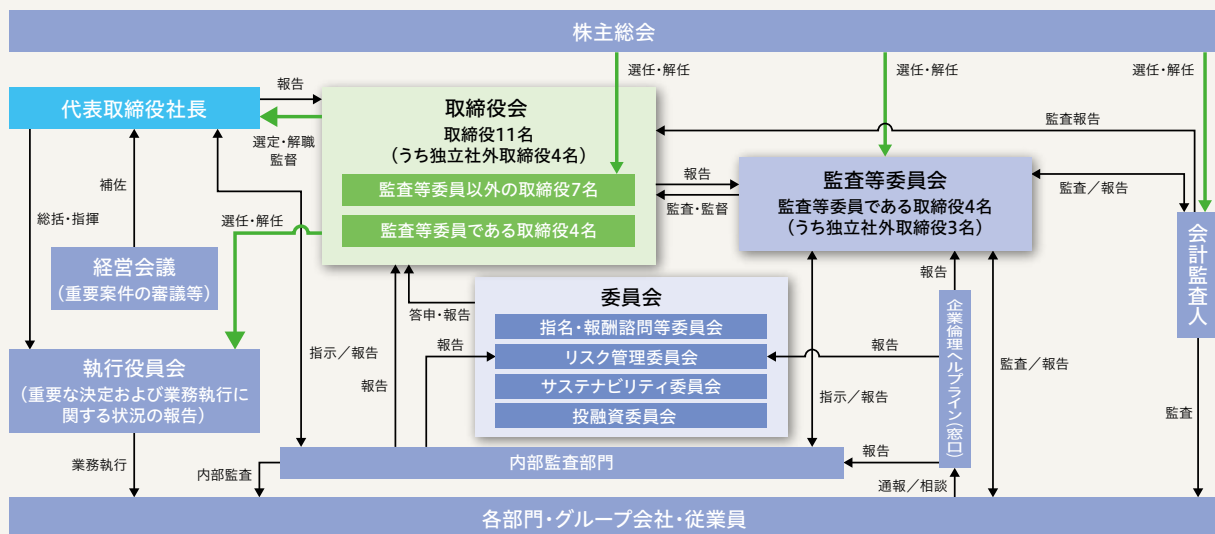 株主総会
選任・解任
選任・解任
選任・解任
代表取締役社長
報告
選定・解職
監督
取締役会
取締役11名
（うち独立社外取締役4名）
監査等委員以外の取締役7名
監査等委員である取締役4名
監査報告
報告
監査・監督
監査等委員会
監査等委員である取締役4名
（うち独立社外取締役3名）
監査／報告
会計監査人
補佐
総括・指揮
選任・解任
経営会議
（重要案件の審議等）
執行役員会
（重要な決定および業務執行に
関する状況の報告）
指示／報告
報告
答申・報告
報告
委員会
指名・報酬諮問等委員会
リスク管理委員会
サステナビリティ委員会
投融資委員会
報告
報告
企業倫理ヘルプライン（窓口）
指示／報告
監査／報告
監査
業務執行
内部監査
内部監査部門
報告
通報／相談
各部門・グループ会社・従業員